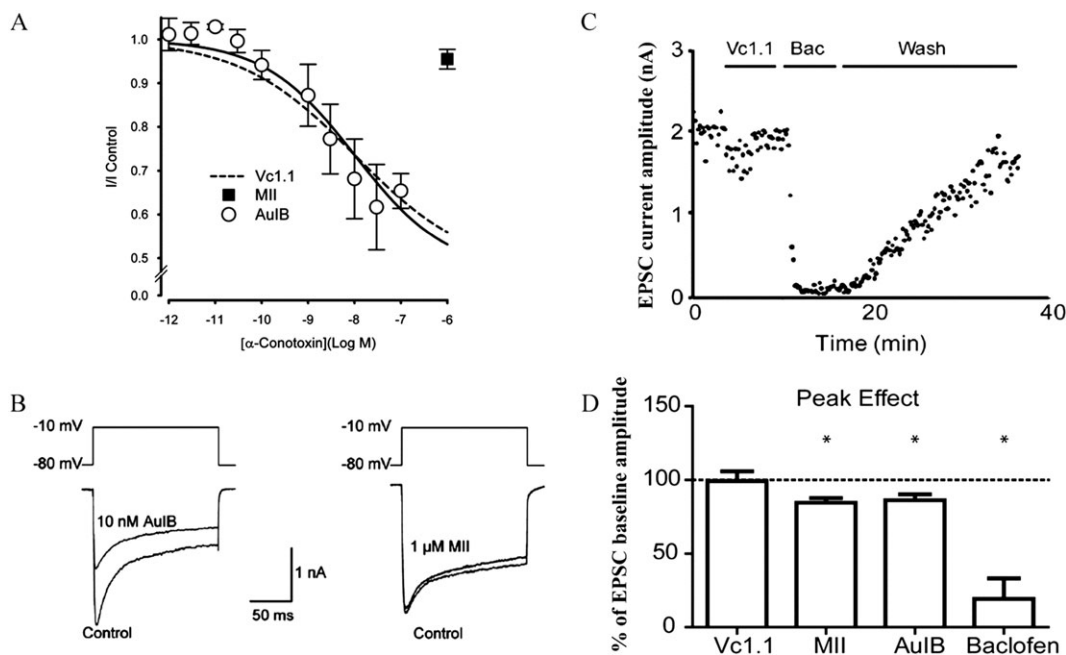 A
I/I Control
1.0
0.9
0.8
0.7
0.6
0.5
0.0
Vc1.1
MII
AuIB
-12 -11 -10 -9 -8 -7 -6
[α-Conotoxin](Log M)
B
-10 mV
-80 mV
10 nM AuIB
Control
1 nA
50 ms
-10 mV
-80 mV
1 µM MII
Control
C
EPSC current amplitude (nA)
3
2
1
0
Vc1.1 Bac Wash
0 20 40
Time (min)
D
Peak Effect
% of EPSC baseline amplitude
150
100
50
0
* * *
Vc1.1 MII AuIB Baclofen